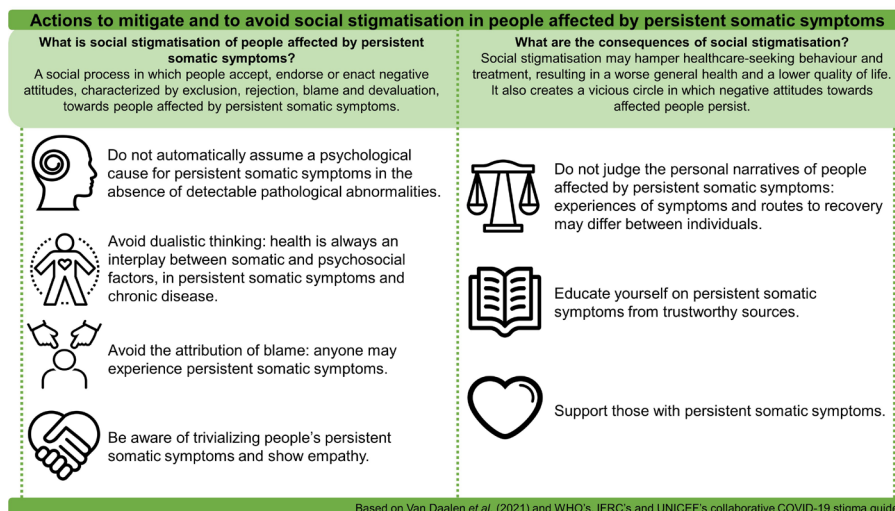 Actions to mitigate and to avoid social stigmatisation in people affected by persistent somatic symptoms
What is social stigmatisation of people affected by persistent
somatic symptoms?
A social process in which people accept, endorse or enact negative
attitudes, characterized by exclusion, rejection, blame and devaluation,
towards people affected by persistent somatic symptoms.
What are the consequences of social stigmatisation?
Social stigmatisation may hamper healthcare-seeking behaviour and
treatment, resulting in a worse general health and a lower quality of life.
It also creates a vicious circle in which negative attitudes towards
affected people persist.
Do not automatically assume a psychological
cause for persistent somatic symptoms in the
absence of detectable pathological abnormalities.
Avoid dualistic thinking: health is always an
interplay between somatic and psychosocial
factors, in persistent somatic symptoms and
chronic disease.
Avoid the attribution of blame: anyone may
experience persistent somatic symptoms.
Be aware of trivializing people's persistent
somatic symptoms and show empathy.
Do not judge the personal narratives of people
affected by persistent somatic symptoms:
experiences of symptoms and routes to recovery
may differ between individuals.
Educate yourself on persistent somatic
symptoms from trustworthy sources.
Support those with persistent somatic symptoms.
Based on Van Daalen et al. (2021) and WHO's, IFRC's and UNICEF's collaborative COVID-19 stigma guid